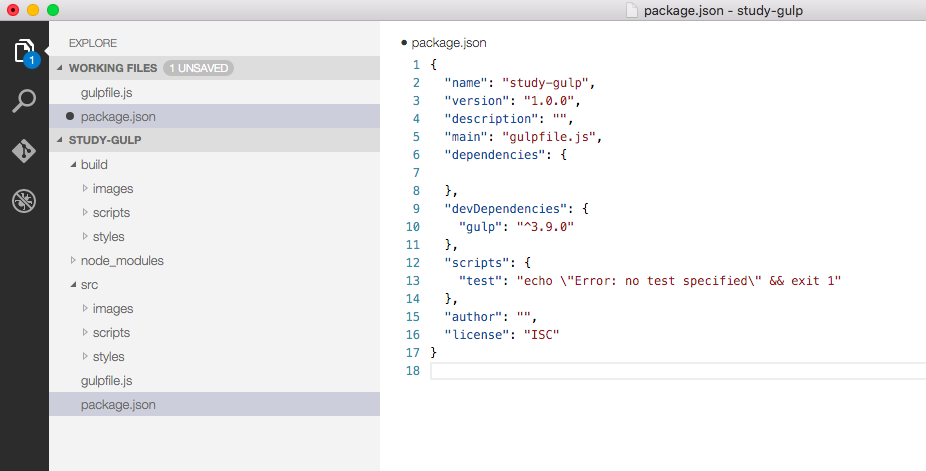 package.json - study-gulp
1
EXPLORE
WORKING FILES 1 UNSAVED
gulpfile.js
package.json
STUDY-GULP
build
images
scripts
styles
node_modules
src
images
scripts
styles
gulpfile.js
package.json
package.json
1 {
2 "name": "study-gulp",
3 "version": "1.0.0",
4 "description": "",
5 "main": "gulpfile.js",
6 "dependencies": {
7
8 },
9 "devDependencies": {
10 "gulp": "^3.9.0"
11 },
12 "scripts": {
13 "test": "echo \"Error: no test specified\" && exit 1"
14 },
15 "author": "",
16 "license": "ISC"
17 }
18